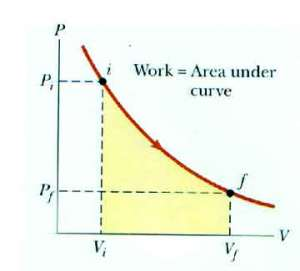 P
i
Work = Area under
curve
P_i
f
P_f
V
V_i
V_f